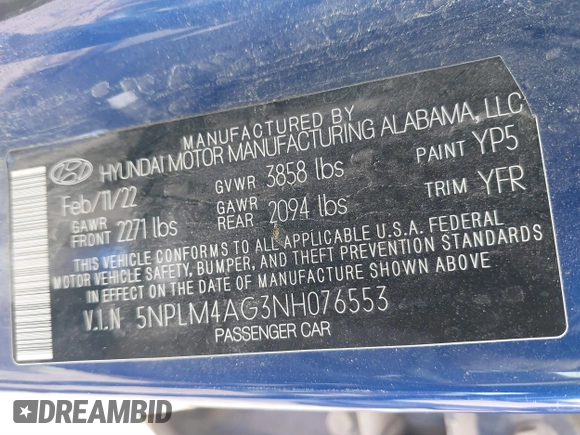 MANUFACTURED BY
HYUNDAI MOTOR MANUFACTURING ALABAMA, LLC
Feb/11/22 GVWR 3858 lbs PAINT YP5
GAWR FRONT 2271 lbs GAWR REAR 2094 lbs TRIM YFR
THIS VEHICLE CONFORMS TO ALL APPLICABLE U.S.A. FEDERAL
MOTOR VEHICLE SAFETY, BUMPER, AND THEFT PREVENTION STANDARDS
IN EFFECT ON THE DATE OF MANUFACTURE SHOWN ABOVE
V.I.N 5NPLM4AG3NH076553
PASSENGER CAR
DREAMBID